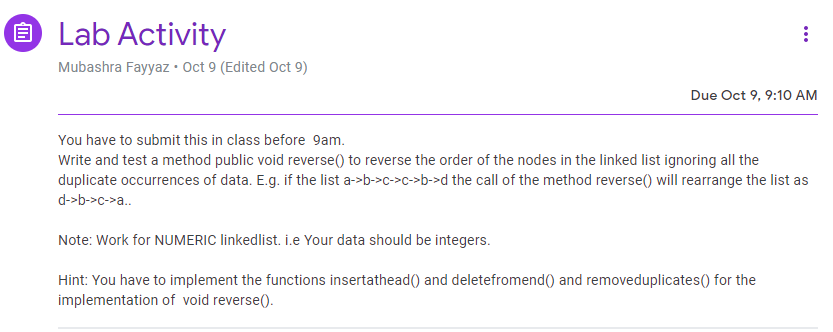 Lab Activity
Mubashra Fayyaz • Oct 9 (Edited Oct 9)
Due Oct 9, 9:10 AM
You have to submit this in class before  9am.
Write and test a method public void reverse() to reverse the order of the nodes in the linked list ignoring all the
duplicate occurrences of data. E.g. if the list a->b->c->c->b->d the call of the method reverse() will rearrange the list as
d->b->c->a..
Note: Work for NUMERIC linkedlist. i.e Your data should be integers.
Hint: You have to implement the functions insertathead() and deletefromend() and removeduplicates() for the
implementation of  void reverse().